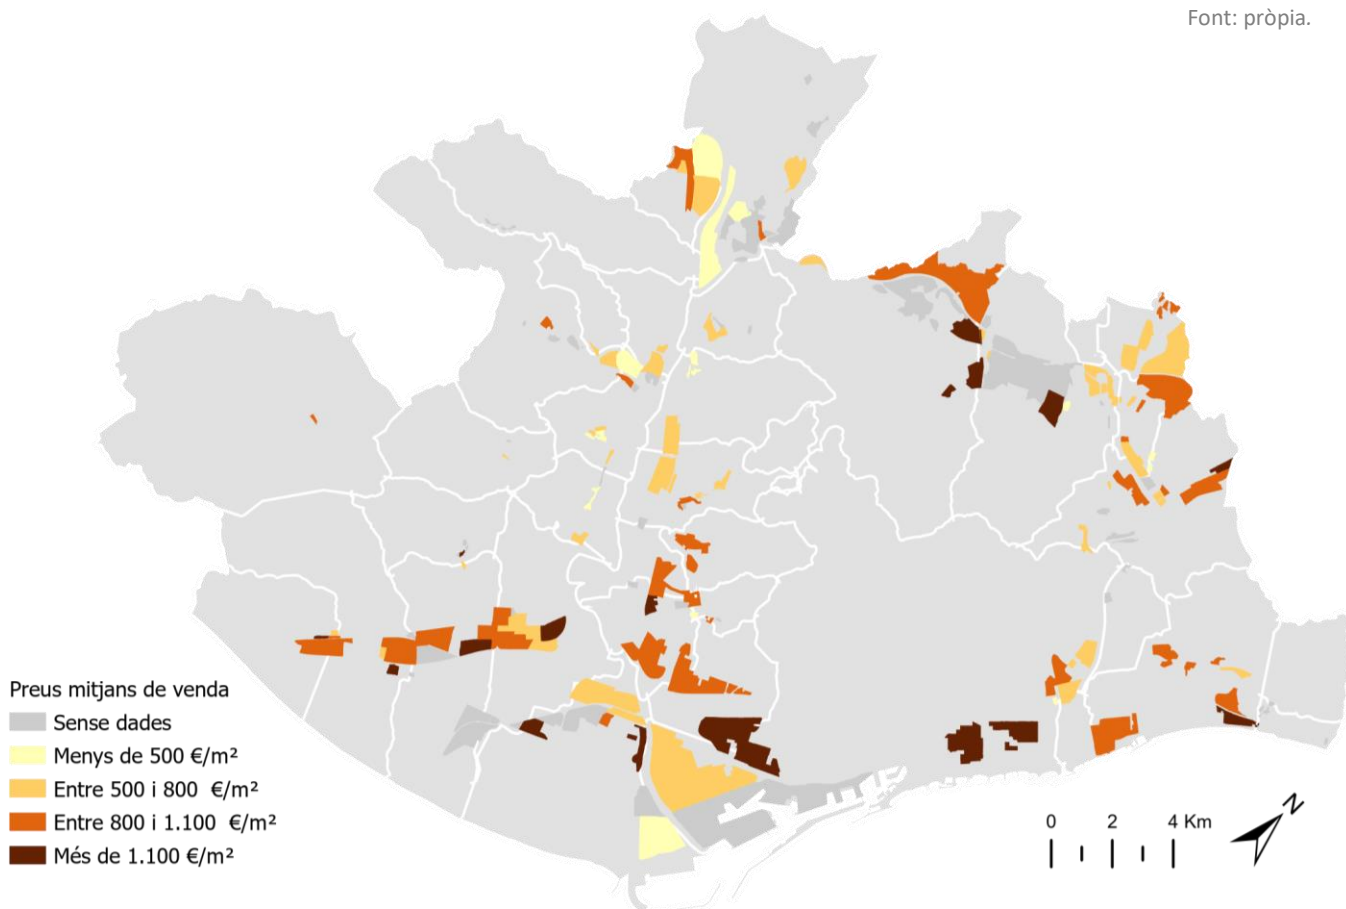 Font: pròpia.
Preus mitjans de venda
Sense dades
Menys de 500 €/m²
Entre 500 i 800 €/m²
Entre 800 i 1.100 €/m²
Més de 1.100 €/m²
0 2 4 Km
N